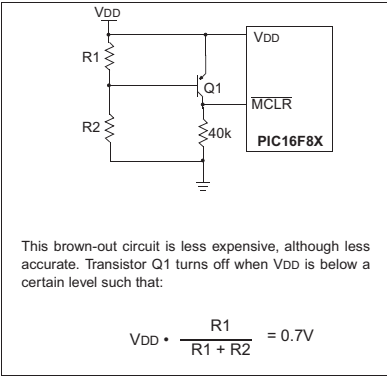 VDD
VDD
R1
Q1
MCLR
R2
40k
PIC16F8X
This brown-out circuit is less expensive, although less
accurate. Transistor Q1 turns off when VDD is below a
certain level such that:
VDD • R1 / R1 + R2 = 0.7V